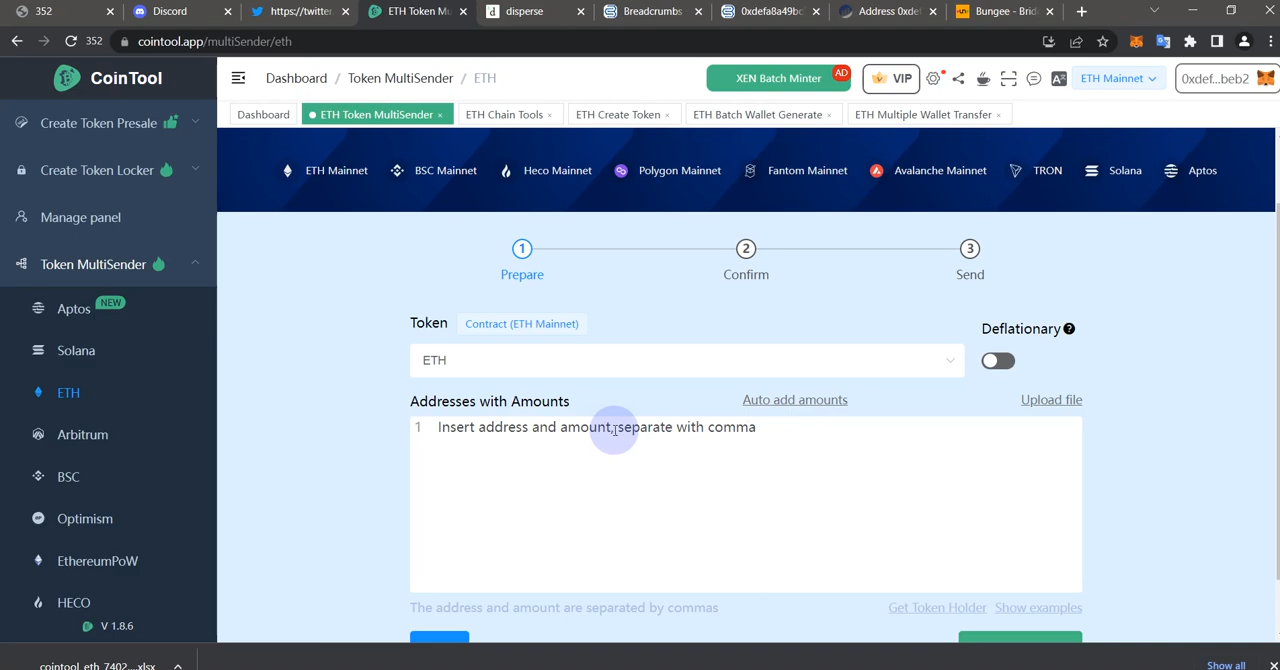 352
Discord
https://twitter.
ETH Token Mu
disperse
Breadcrumbs
0xdefa8a49bc
Address 0xdef
Bungee - Brid
352
cointool.app/multiSender/eth
CoinTool
Dashboard / Token MultiSender / ETH
XEN Batch Minter
AD
VIP
ETH Mainnet
0xdef...beb2
Create Token Presale
Create Token Locker
Manage panel
Token MultiSender
Aptos
NEW
Solana
ETH
Arbitrum
BSC
Optimism
EthereumPoW
HECO
V 1.8.6
Dashboard
ETH Token MultiSender ×
ETH Chain Tools ×
ETH Create Token ×
ETH Batch Wallet Generate ×
ETH Multiple Wallet Transfer ×
ETH Mainnet
BSC Mainnet
Heco Mainnet
Polygon Mainnet
Fantom Mainnet
Avalanche Mainnet
TRON
Solana
Aptos
1
2
3
Prepare
Confirm
Send
Token
Contract (ETH Mainnet)
Deflationary
ETH
Addresses with Amounts
Auto add amounts
Upload file
1 Insert address and amount,separate with comma
The address and amount are separated by commas
Get Token Holder
Show examples
cointool_eth_7402....xlsx
Show all